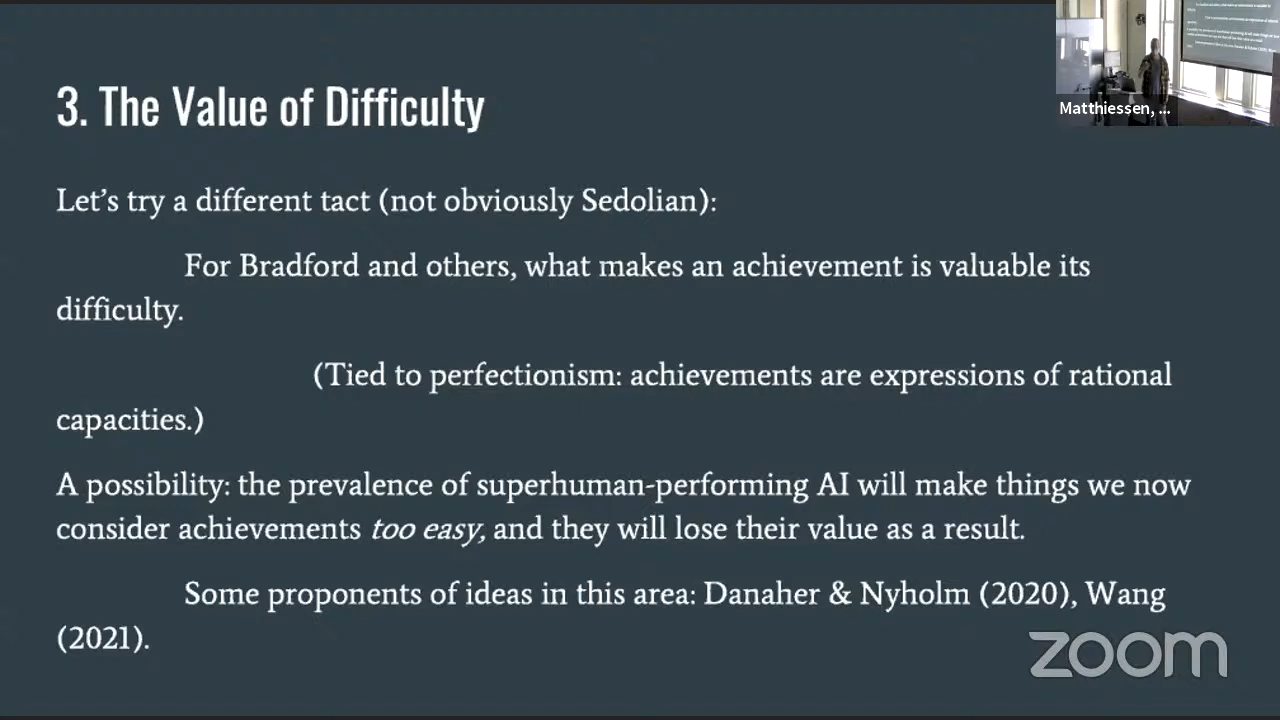 Matthiessen, ...
3. The Value of Difficulty
Let's try a different tact (not obviously Sedolian):
For Bradford and others, what makes an achievement is valuable its
difficulty.
(Tied to perfectionism: achievements are expressions of rational
capacities.)
A possibility: the prevalence of superhuman-performing AI will make things we now
consider achievements too easy, and they will lose their value as a result.
Some proponents of ideas in this area: Danaher & Nyholm (2020), Wang
(2021).
zoom